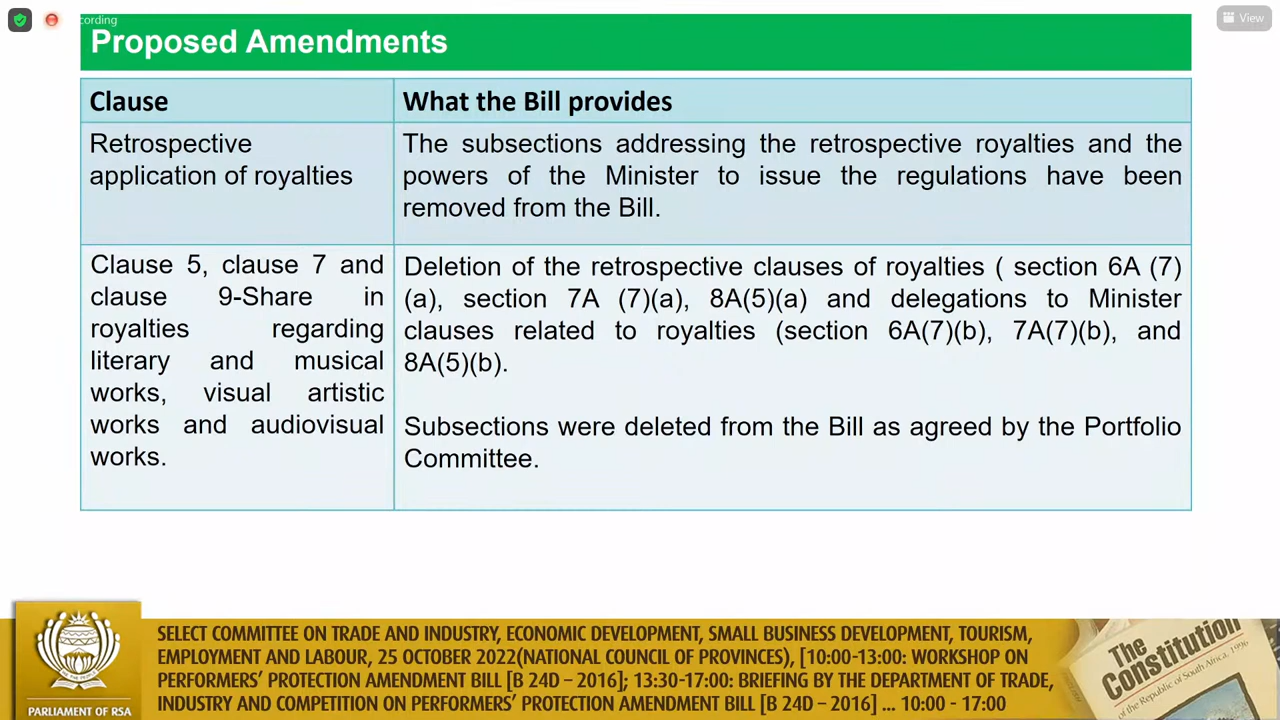 cording
View
Proposed Amendments
Clause
What the Bill provides
Retrospective
application of royalties
The subsections addressing the retrospective royalties and the
powers of the Minister to issue the regulations have been
removed from the Bill.
Clause 5, clause 7 and
clause 9-Share in
royalties regarding
literary and musical
works, visual artistic
works and audiovisual
works.
Deletion of the retrospective clauses of royalties ( section 6A (7)
(a), section 7A (7)(a), 8A(5)(a) and delegations to Minister
clauses related to royalties (section 6A(7)(b), 7A(7)(b), and
8A(5)(b).
Subsections were deleted from the Bill as agreed by the Portfolio
Committee.
PARLIAMENT OF RSA
SELECT COMMITTEE ON TRADE AND INDUSTRY, ECONOMIC DEVELOPMENT, SMALL BUSINESS DEVELOPMENT, TOURISM,
EMPLOYMENT AND LABOUR, 25 OCTOBER 2022(NATIONAL COUNCIL OF PROVINCES), [10:00-13:00: WORKSHOP ON
PERFORMERS' PROTECTION AMENDMENT BILL [B 24D – 2016]; 13:30-17:00: BRIEFING BY THE DEPARTMENT OF TRADE,
INDUSTRY AND COMPETITION ON PERFORMERS' PROTECTION AMENDMENT BILL [B 24D – 2016] ... 10:00 - 17:00
The
Constitution
of the Republic of South Africa, 1996